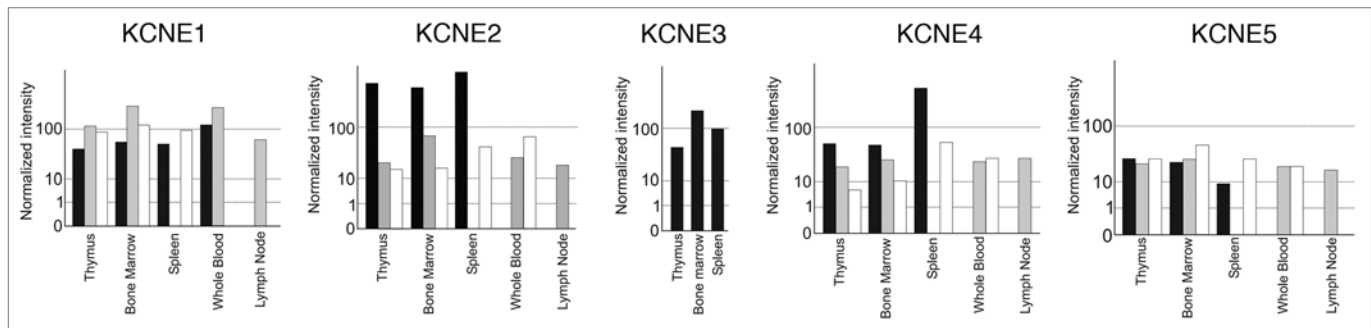 KCNE1
KCNE2
KCNE3
KCNE4
KCNE5
Normalized intensity
100
10
1
0
Thymus
Bone Marrow
Spleen
Whole Blood
Lymph Node
Normalized intensity
100
10
1
0
Thymus
Bone Marrow
Spleen
Whole Blood
Lymph Node
Normalized intensity
100
10
1
0
Thymus
Bone marrow
Spleen
Normalized intensity
100
10
1
0
Thymus
Bone Marrow
Spleen
Whole Blood
Lymph Node
Normalized intensity
100
10
1
0
Thymus
Bone Marrow
Spleen
Whole Blood
Lymph Node